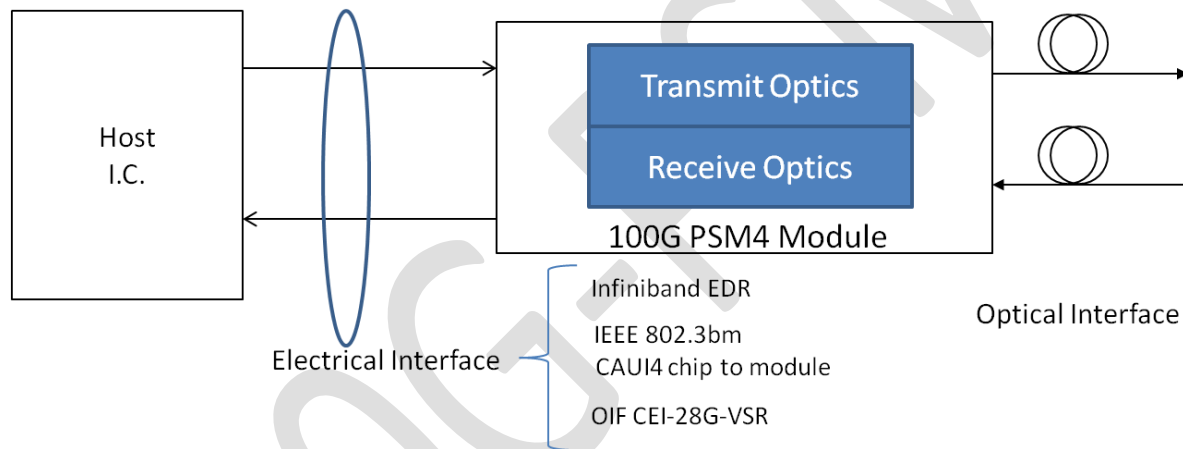 Host
I.C.
Transmit Optics
Receive Optics
100G PSM4 Module
Infiniband EDR
IEEE 802.3bm
CAUI4 chip to module
OIF CEI-28G-VSR
Electrical Interface
Optical Interface